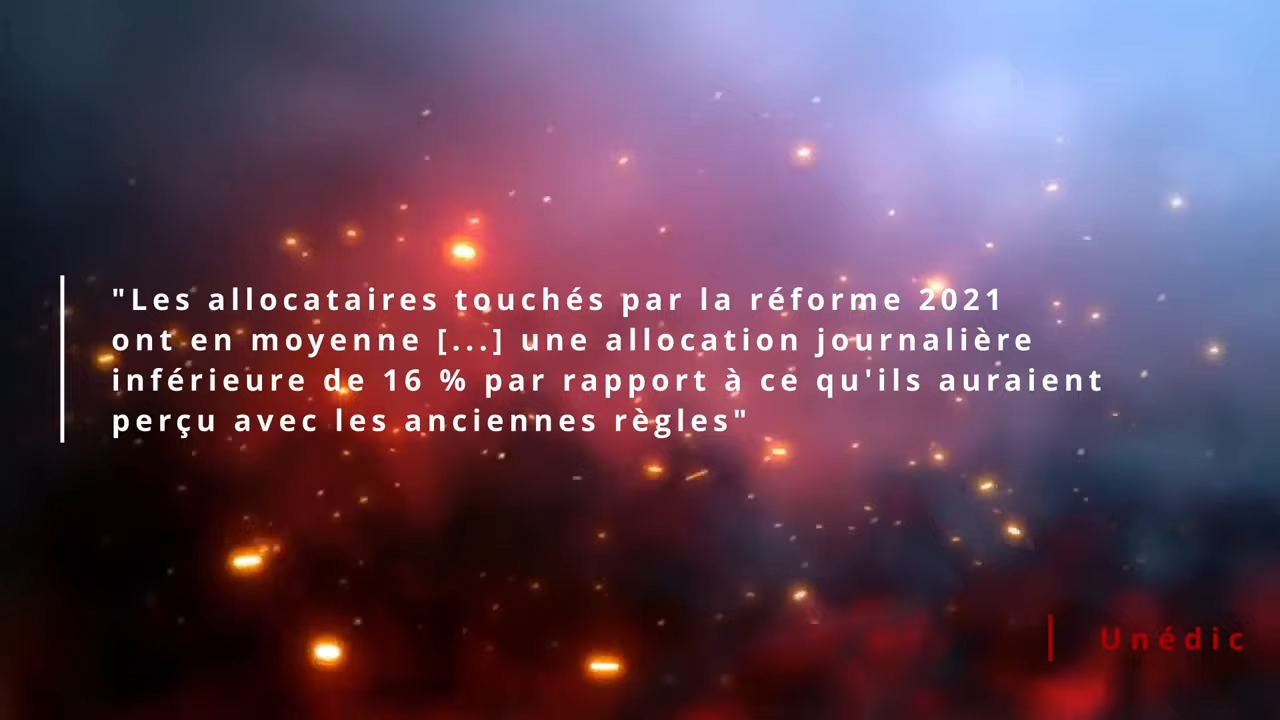 "Les allocataires touchés par la réforme 2021
ont en moyenne [...] une allocation journalière
inférieure de 16 % par rapport à ce qu'ils auraient
perçu avec les anciennes règles"
Unédic